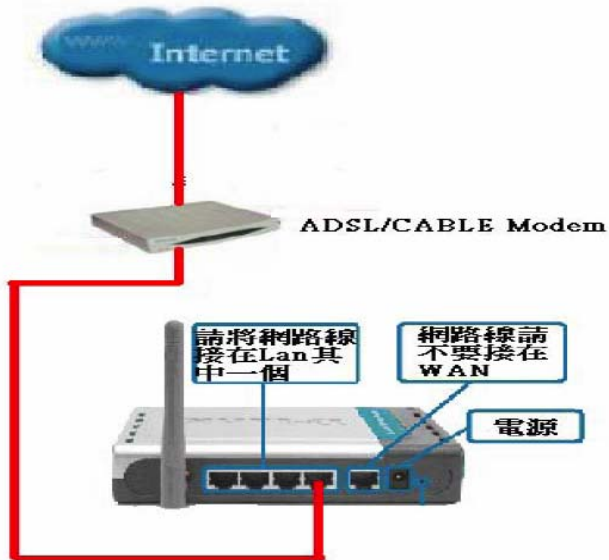 Internet
ADSL/CABLE Modem
請將網路線
接在Lan其
中一個
網路線請
不要接在
WAN
電源